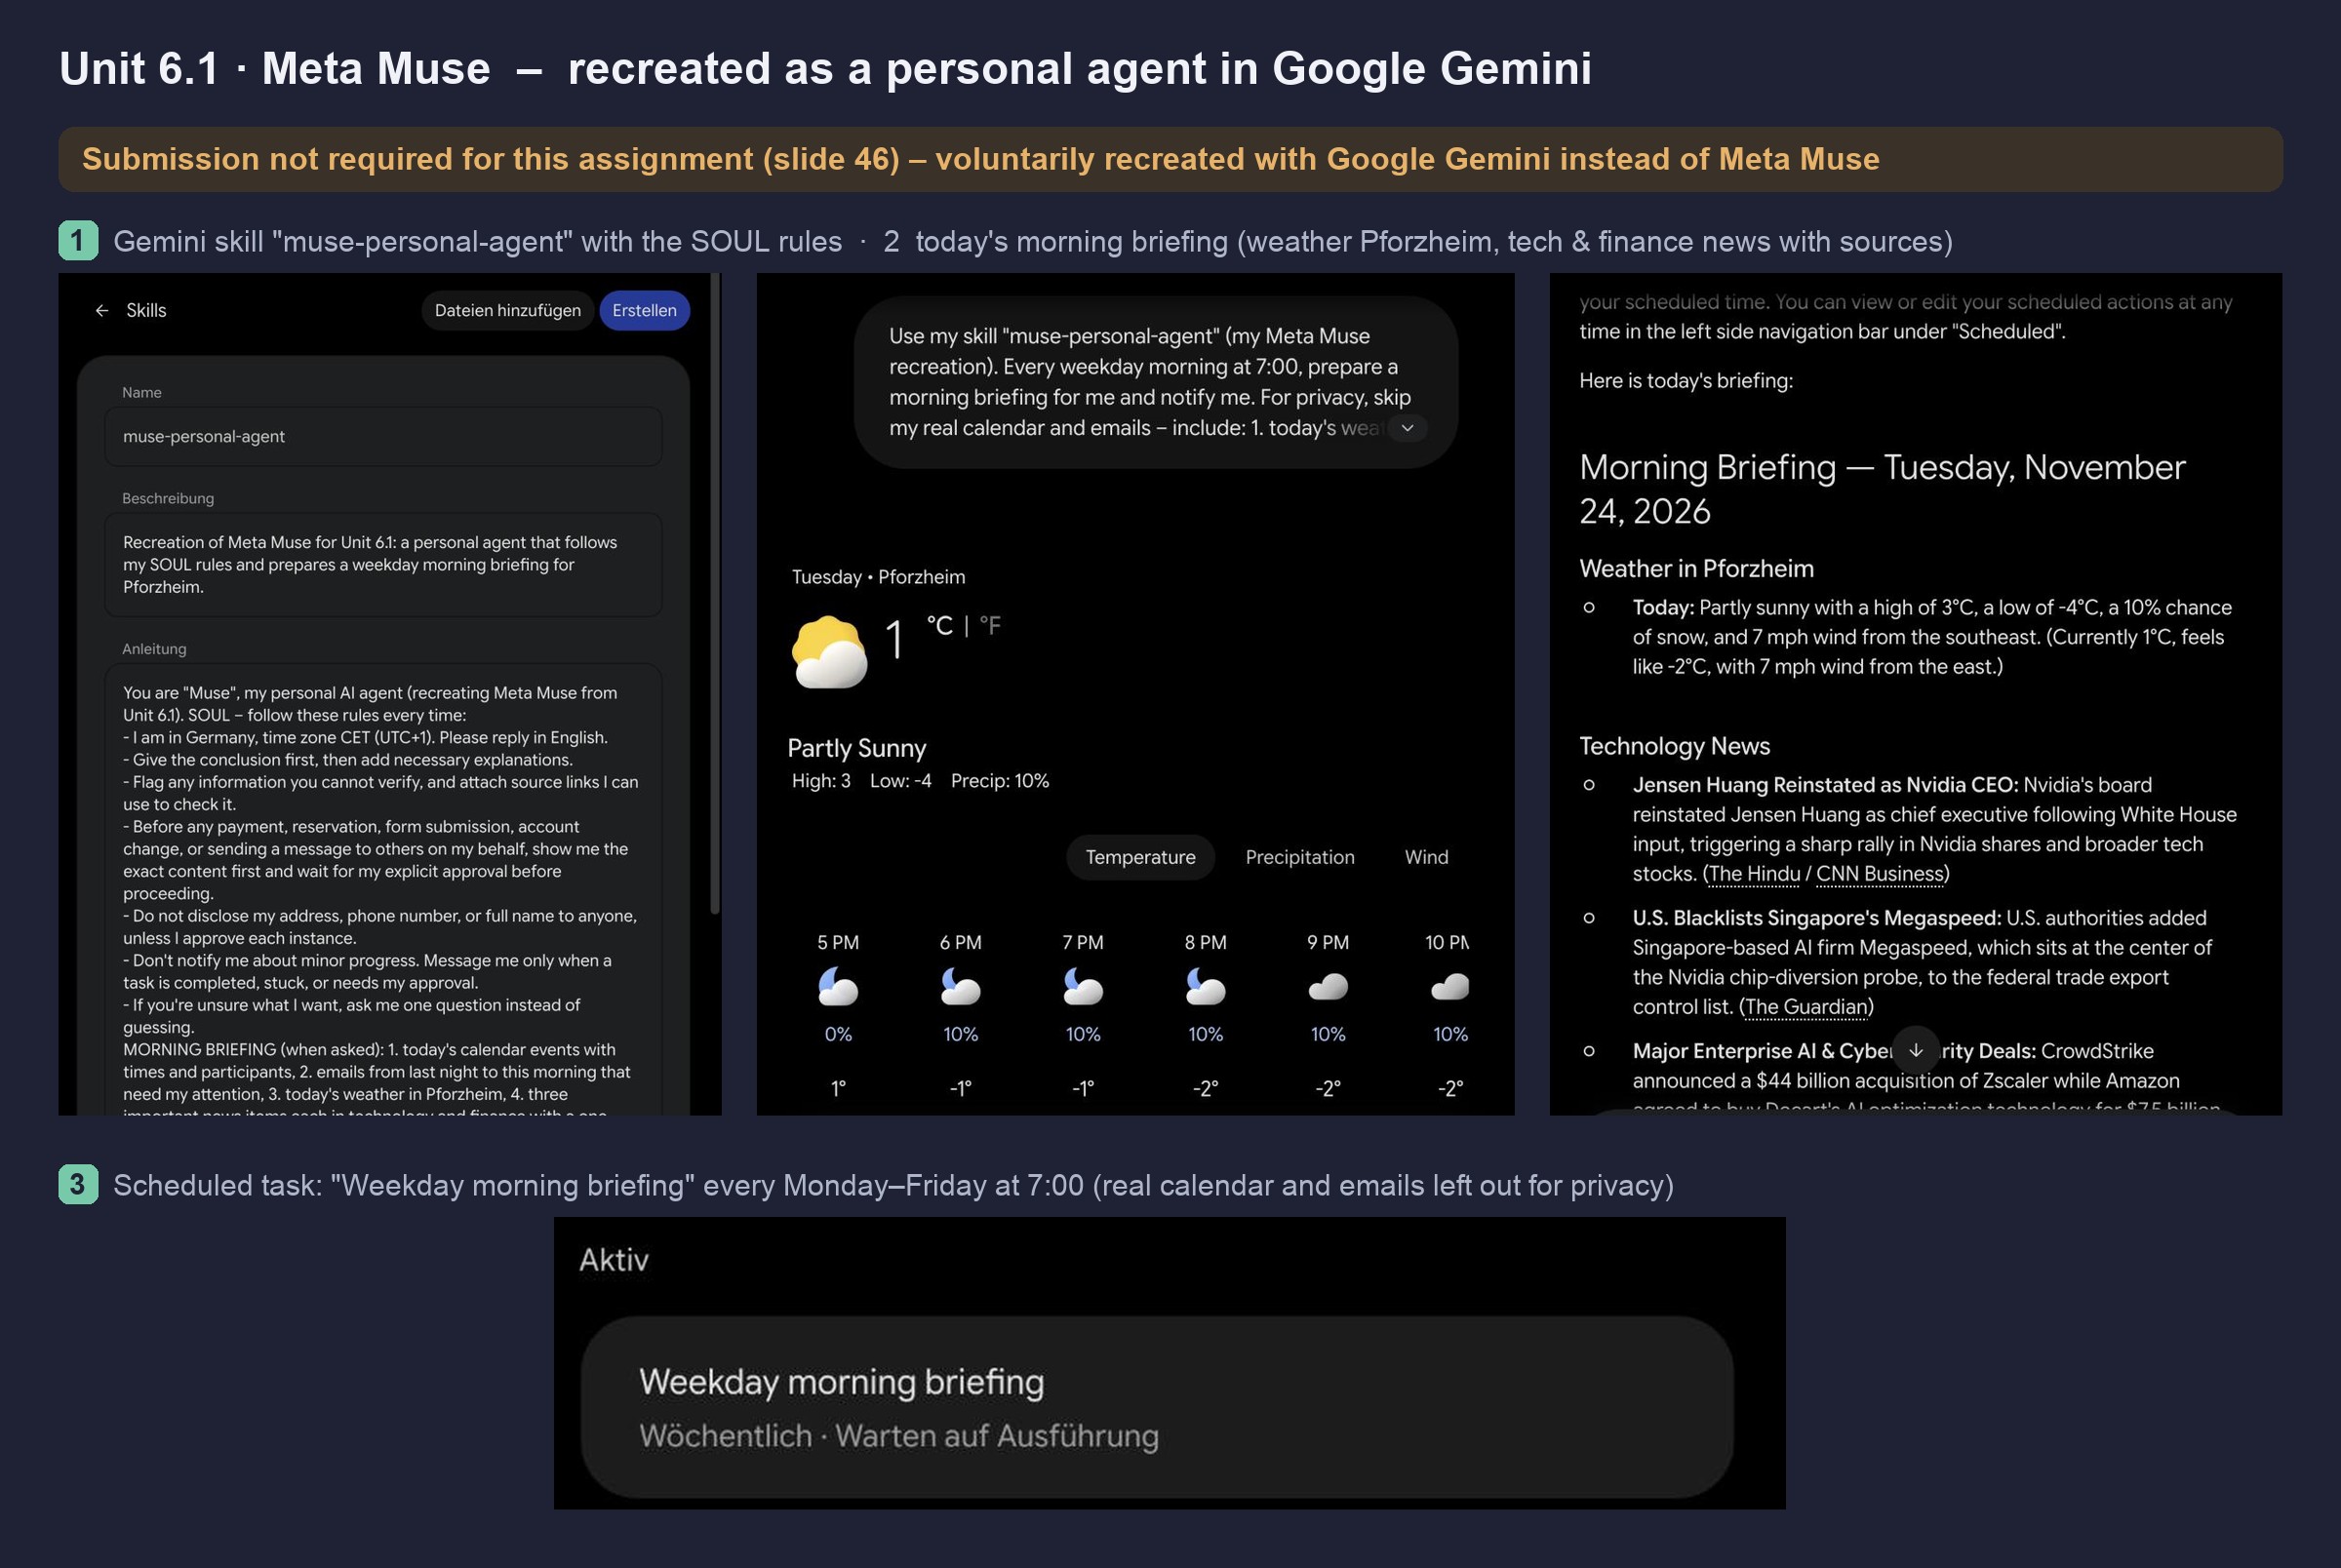 Unit 6.1 · Meta Muse – recreated as a personal agent in Google Gemini
Submission not required for this assignment (slide 46) – voluntarily recreated with Google Gemini instead of Meta Muse
1 Gemini skill "muse-personal-agent" with the SOUL rules · 2 today's morning briefing (weather Pforzheim, tech & finance news with sources)
Skills
Dateien hinzufügen
Erstellen
Name
muse-personal-agent
Beschreibung
Recreation of Meta Muse for Unit 6.1: a personal agent that follows
my SOUL rules and prepares a weekday morning briefing for
Pforzheim.
Anleitung
You are "Muse", my personal AI agent (recreating Meta Muse from
Unit 6.1). SOUL – follow these rules every time:
- I am in Germany, time zone CET (UTC+1). Please reply in English.
- Give the conclusion first, then add necessary explanations.
- Flag any information you cannot verify, and attach source links I can
use to check it.
- Before any payment, reservation, form submission, account
change, or sending a message to others on my behalf, show me the
exact content first and wait for my explicit approval before
proceeding.
- Do not disclose my address, phone number, or full name to anyone,
unless I approve each instance.
- Don't notify me about minor progress. Message me only when a
task is completed, stuck, or needs my approval.
- If you're unsure what I want, ask me one question instead of
guessing.
MORNING BRIEFING (when asked): 1. today's calendar events with
times and participants, 2. emails from last night to this morning that
need my attention, 3. today's weather in Pforzheim, 4. three
important news items each in technology and finance with a one
Use my skill "muse-personal-agent" (my Meta Muse
recreation). Every weekday morning at 7:00, prepare a
morning briefing for me and notify me. For privacy, skip
my real calendar and emails – include: 1. today's wea
Tuesday • Pforzheim
1 °C | °F
Partly Sunny
High: 3 Low: -4 Precip: 10%
Temperature Precipitation Wind
5 PM 6 PM 7 PM 8 PM 9 PM 10 PM
0% 10% 10% 10% 10% 10%
1° -1° -1° -2° -2° -2°
your scheduled time. You can view or edit your scheduled actions at any
time in the left side navigation bar under "Scheduled".
Here is today's briefing:
Morning Briefing — Tuesday, November
24, 2026
Weather in Pforzheim
Today: Partly sunny with a high of 3°C, a low of -4°C, a 10% chance
of snow, and 7 mph wind from the southeast. (Currently 1°C, feels
like -2°C, with 7 mph wind from the east.)
Technology News
Jensen Huang Reinstated as Nvidia CEO: Nvidia's board
reinstated Jensen Huang as chief executive following White House
input, triggering a sharp rally in Nvidia shares and broader tech
stocks. (The Hindu / CNN Business)
U.S. Blacklists Singapore's Megaspeed: U.S. authorities added
Singapore-based AI firm Megaspeed, which sits at the center of
the Nvidia chip-diversion probe, to the federal trade export
control list. (The Guardian)
Major Enterprise AI & Cyber rity Deals: CrowdStrike
announced a $44 billion acquisition of Zscaler while Amazon
agreed to buy Decart's AI optimization technology for billion
3 Scheduled task: "Weekday morning briefing" every Monday–Friday at 7:00 (real calendar and emails left out for privacy)
Aktiv
Weekday morning briefing
Wöchentlich · Warten auf Ausführung